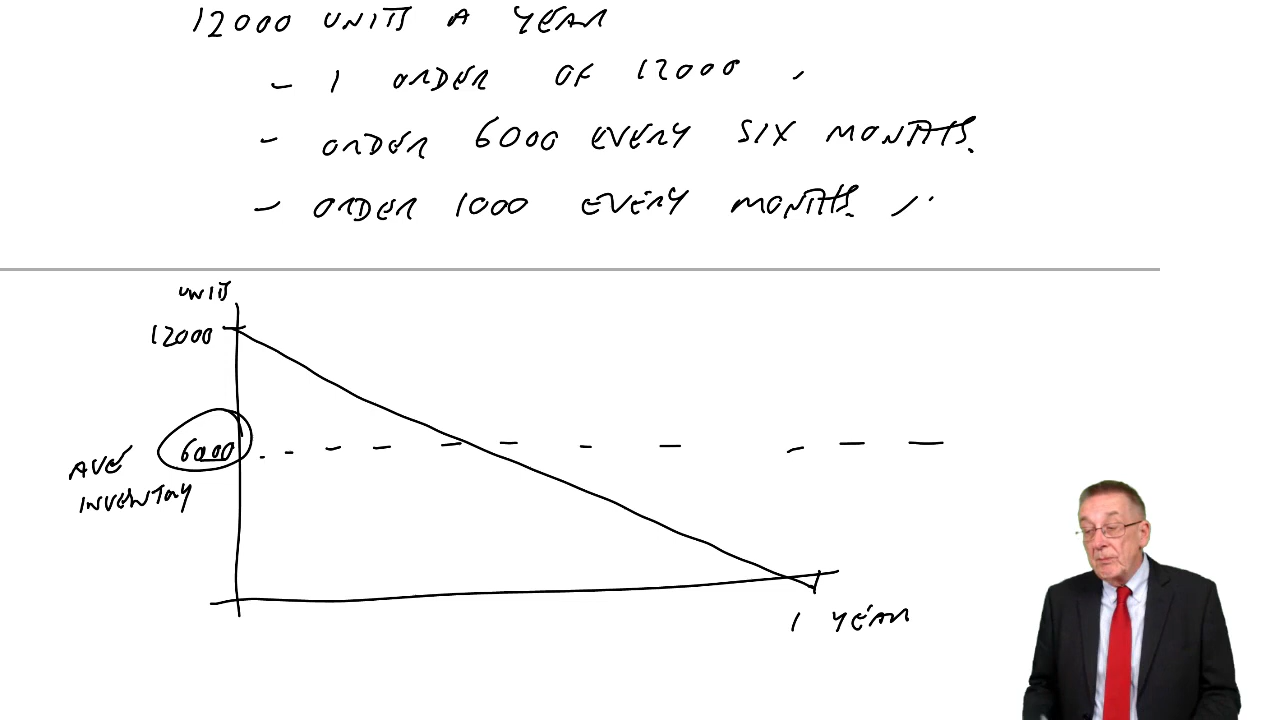 12000 UNITS A YEAR
- 1 ORDER OF 12000 ,
- ORDER 6000 EVERY SIX MONTHS.
- ORDER 1000 EVERY MONTHS.
UNITS
12000
6000
AVE
INVENTORY
1 YEAR